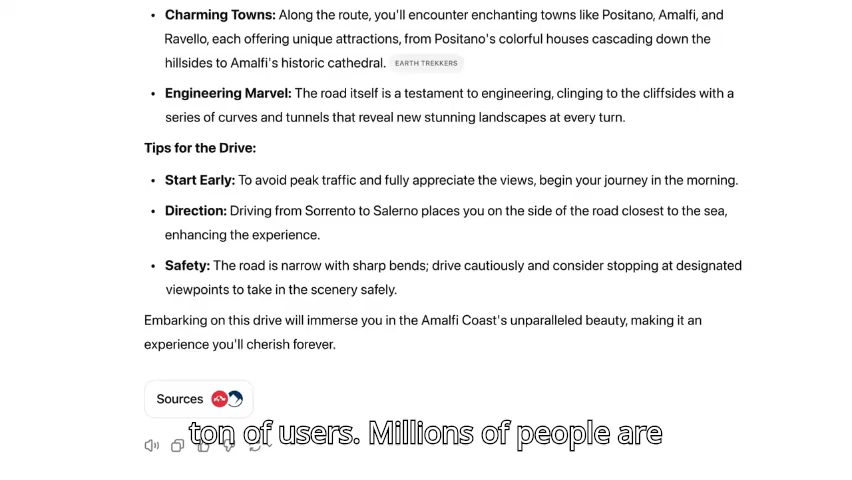 • Charming Towns: Along the route, you'll encounter enchanting towns like Positano, Amalfi, and
Ravello, each offering unique attractions, from Positano's colorful houses cascading down the
hillsides to Amalfi's historic cathedral. EARTH TREKKERS
• Engineering Marvel: The road itself is a testament to engineering, clinging to the cliffsides with a
series of curves and tunnels that reveal new stunning landscapes at every turn.
Tips for the Drive:
• Start Early: To avoid peak traffic and fully appreciate the views, begin your journey in the morning.
• Direction: Driving from Sorrento to Salerno places you on the side of the road closest to the sea,
enhancing the experience.
• Safety: The road is narrow with sharp bends; drive cautiously and consider stopping at designated
viewpoints to take in the scenery safely.
Embarking on this drive will immerse you in the Amalfi Coast's unparalleled beauty, making it an
experience you'll cherish forever.
Sources
ton of users. Millions of people are